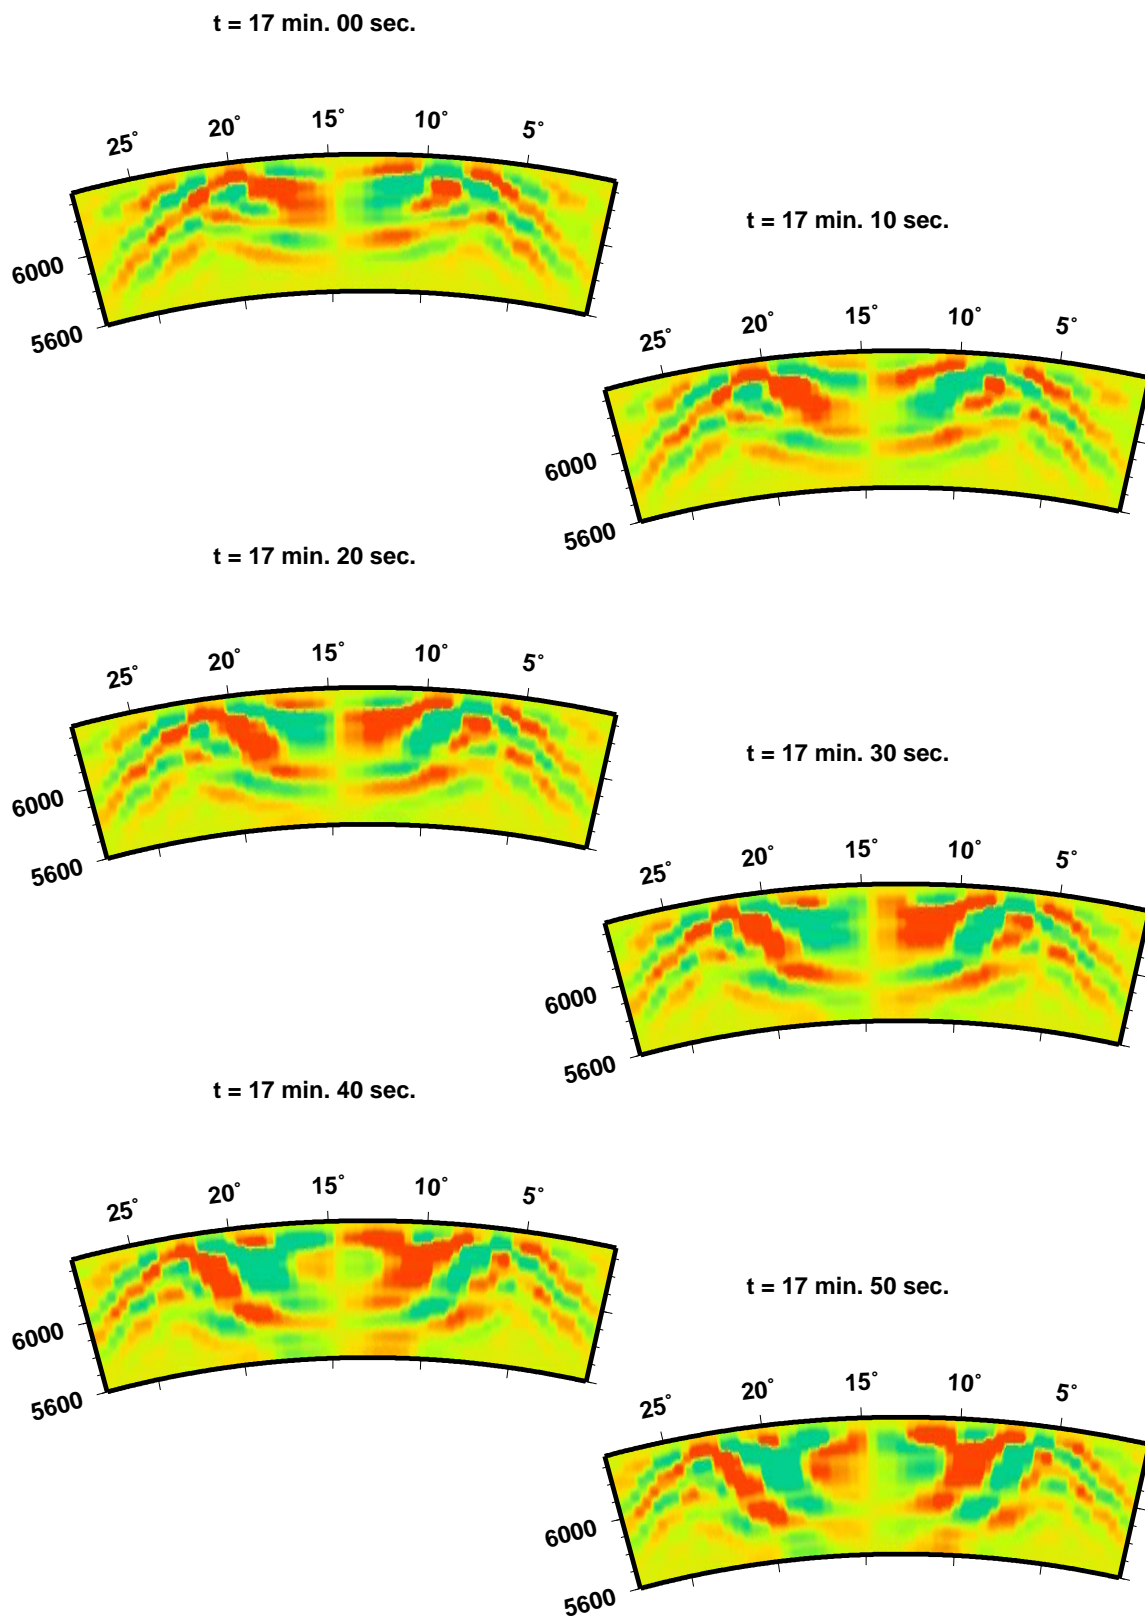 t = 17 min. 00 sec.
25° 20° 15° 10° 5°
6000
5600
t = 17 min. 10 sec.
25° 20° 15° 10° 5°
6000
5600
t = 17 min. 20 sec.
25° 20° 15° 10° 5°
6000
5600
t = 17 min. 30 sec.
25° 20° 15° 10° 5°
6000
5600
t = 17 min. 40 sec.
25° 20° 15° 10° 5°
6000
5600
t = 17 min. 50 sec.
25° 20° 15° 10° 5°
6000
5600